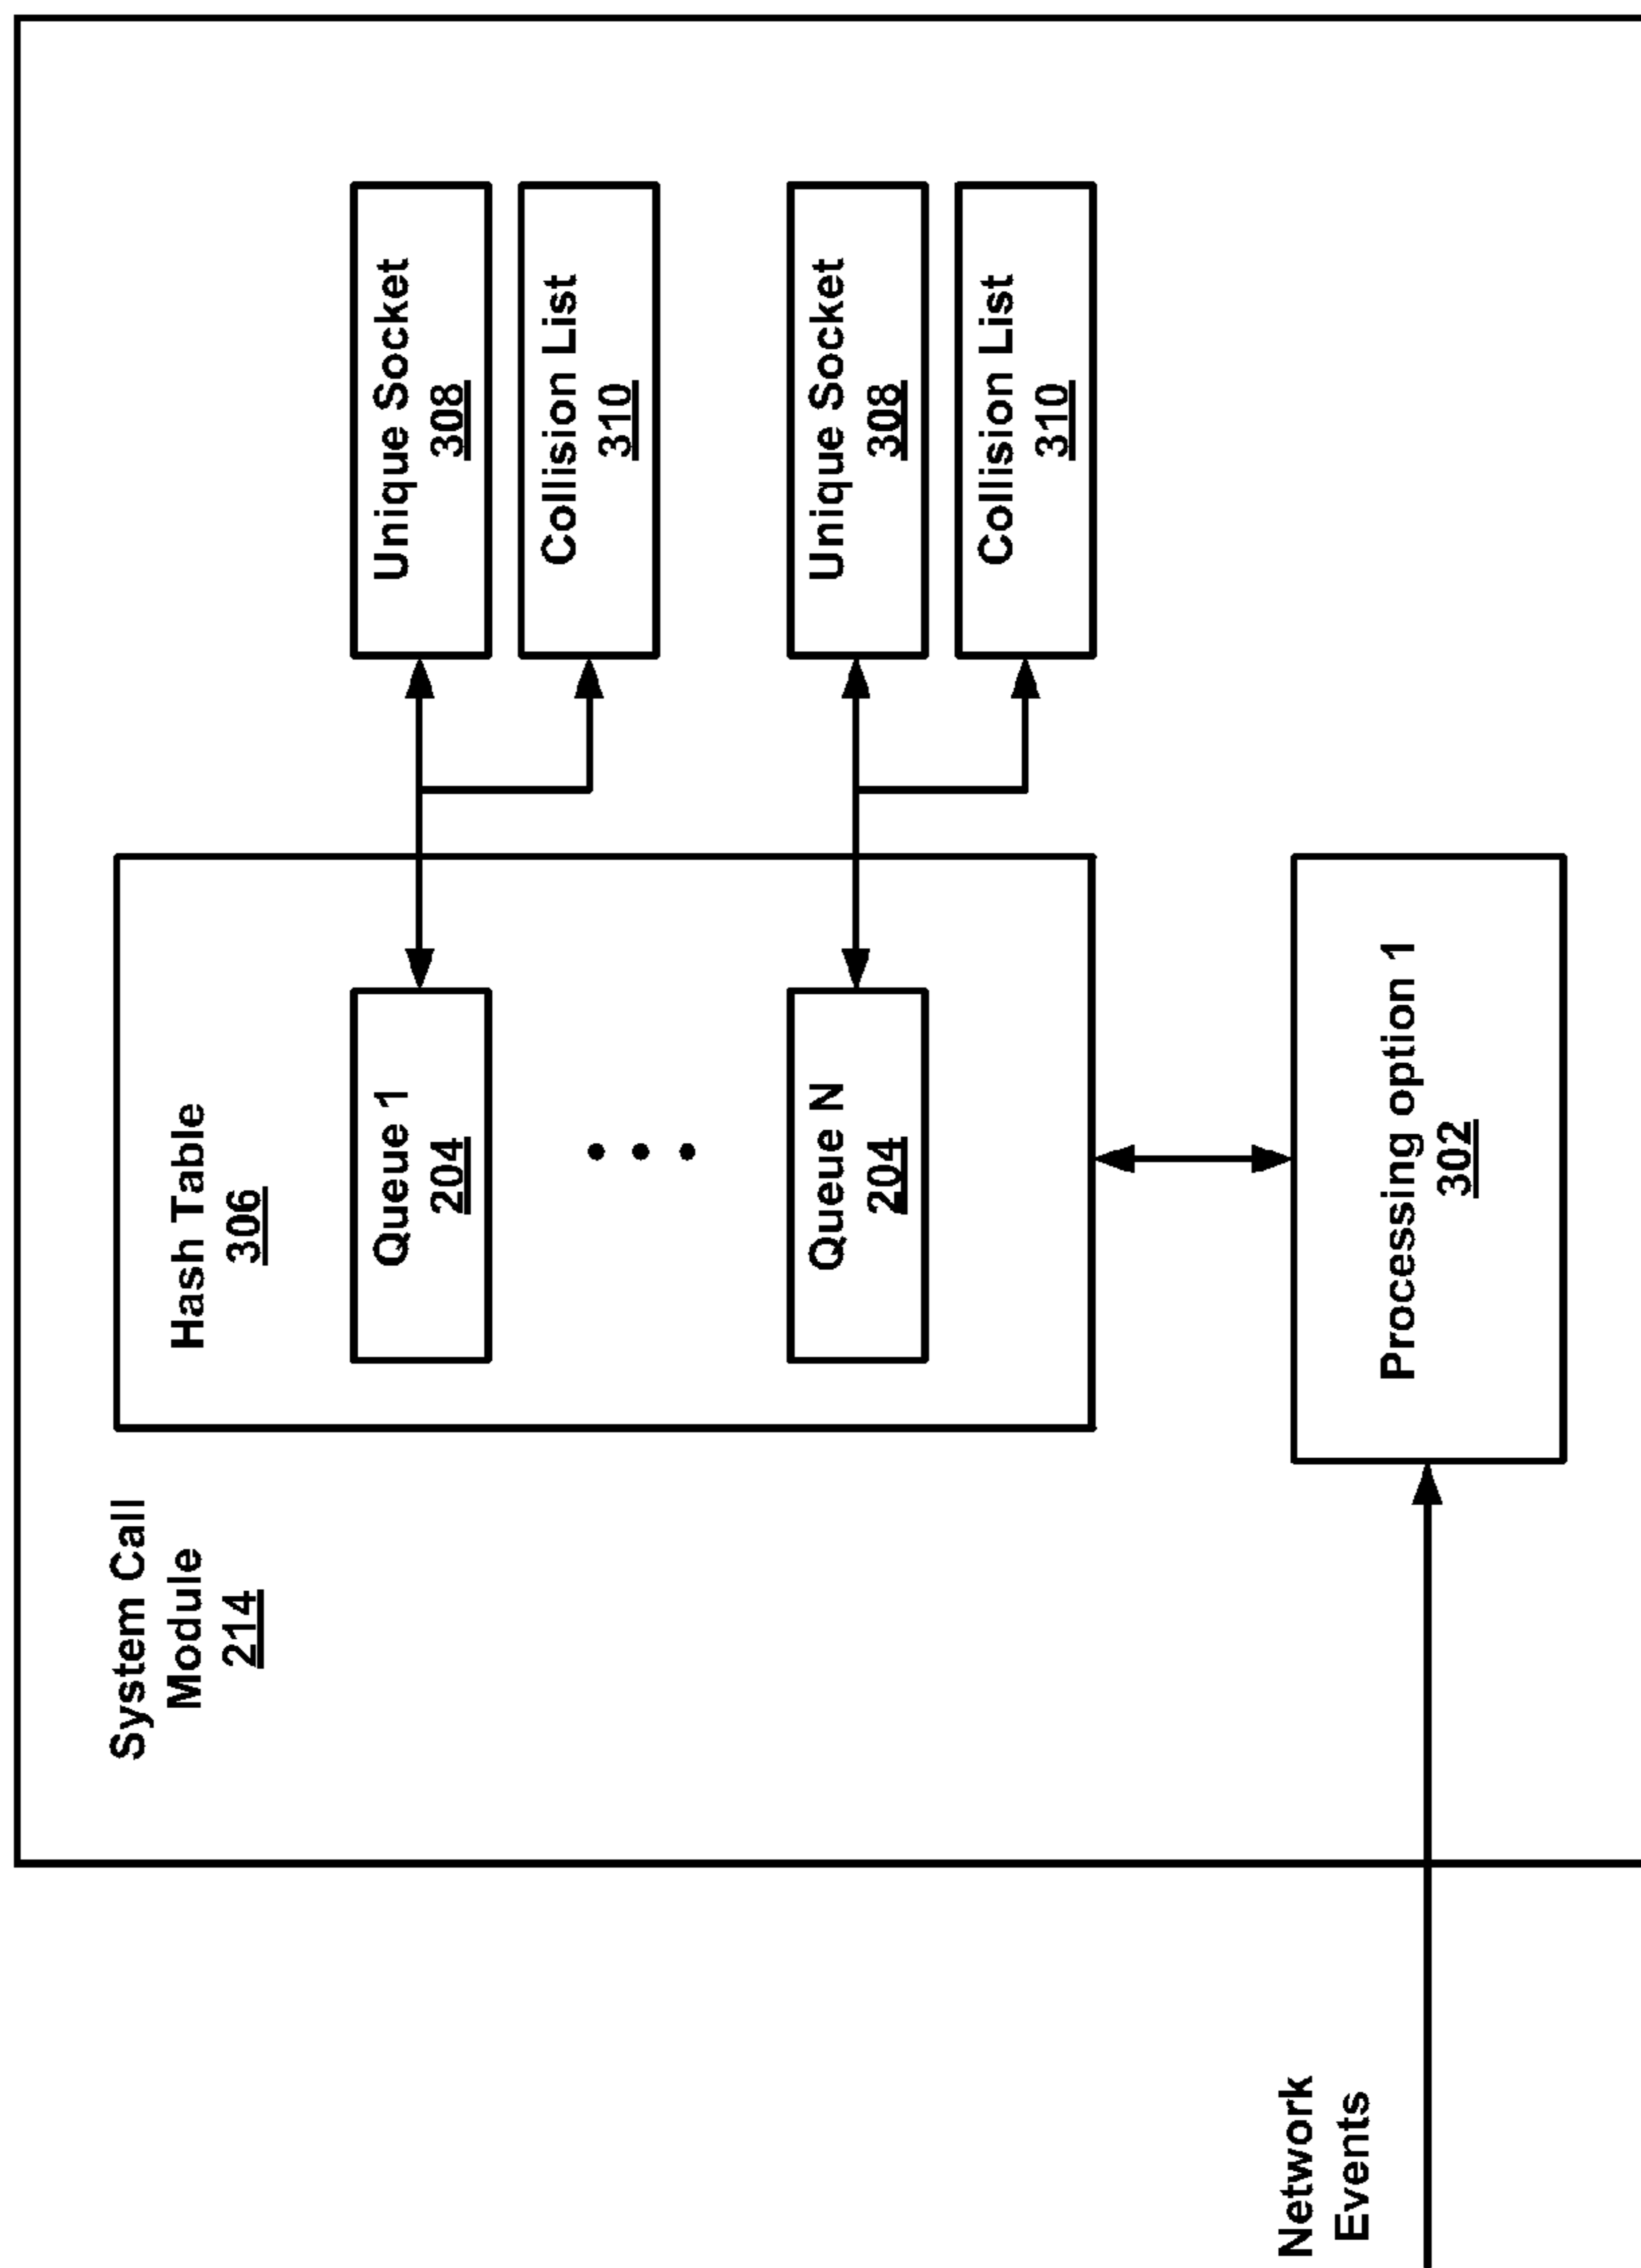 System Call
Module
214
Hash Table
306
Queue 1
204
Queue N
204
Unique Socket
308
Collision List
310
Unique Socket
308
Collision List
310
Processing option 1
302
Network
Events